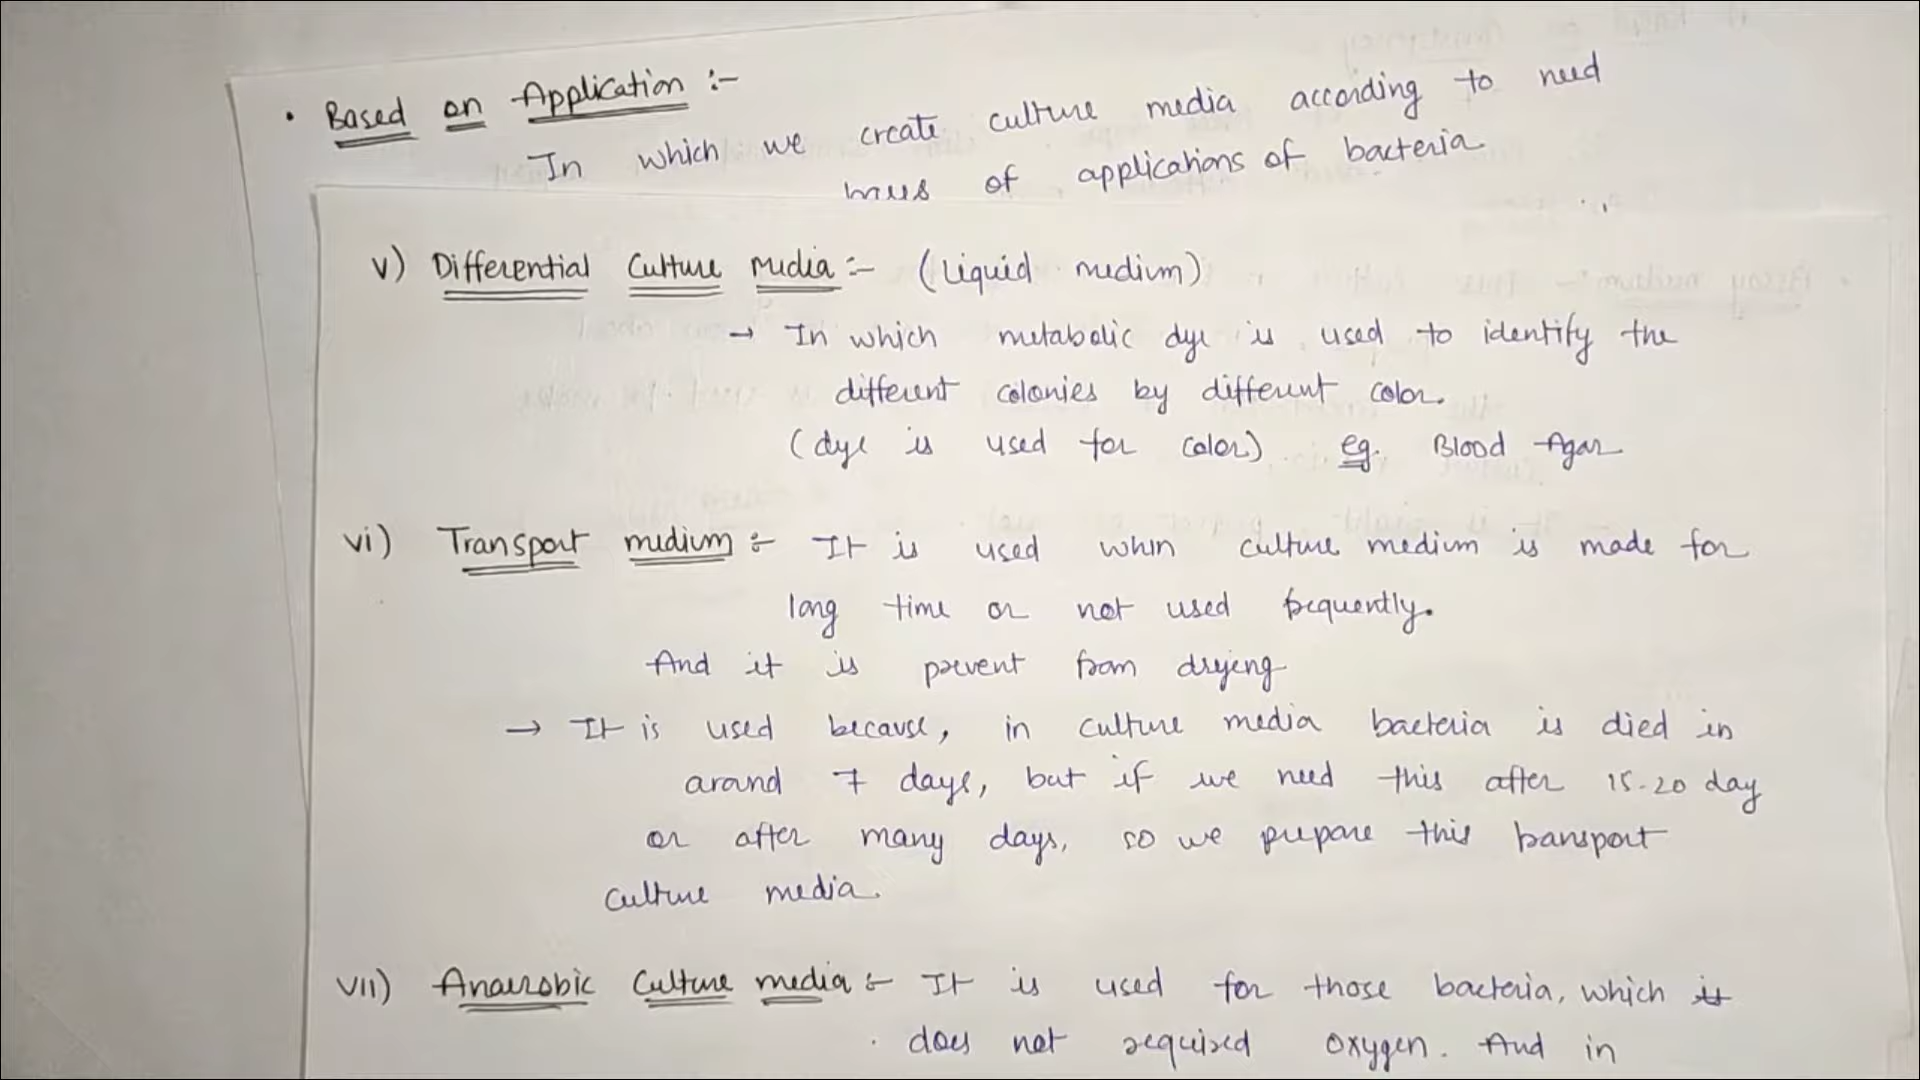 • Based on Application :-
In which we create culture media according to need
of applications of bacteria
v) Differential Culture media :- (Liquid medium)
→ In which metabolic dye is used to identify the
different colonies by different color.
(dye is used for color) eg. Blood Agar
vi) Transport medium :- It is used when culture medium is made for
long time or not used frequently.
And it is prevent from drying
→ It is used because, in culture media bacteria is died in
arand 7 days, but if we need this after 15-20 day
or after many days, so we prepare this transport
culture media.
vii) Anaerobic Culture media :- It is used for those bacteria, which
does not required oxygen. And in